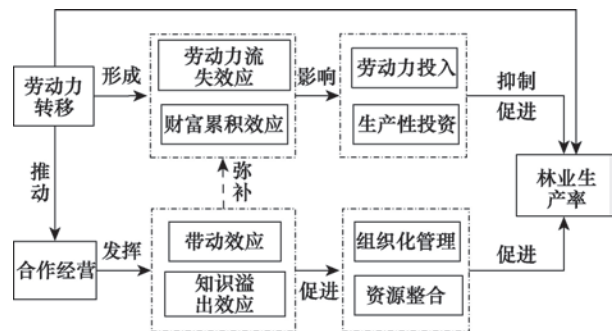 劳动力
转移
形成
劳动力流
失效应
财富累积效应
影响
劳动力投入
生产性投资
抑制
促进
林业生
产率
推动
弥补
合作经营
发挥
带动效应
知识溢
出效应
促进
组织化管理
资源整合
促进